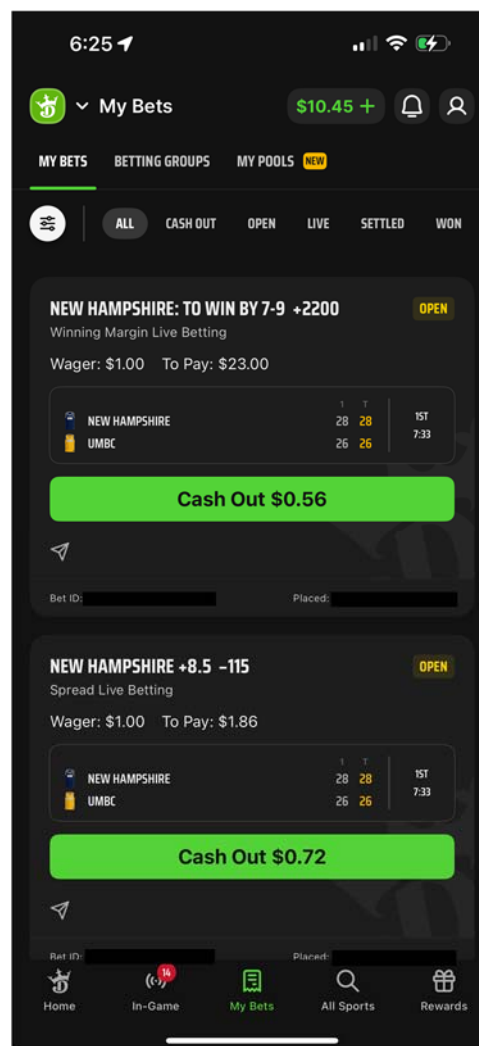 6:25
My Bets
$10.45 +
MY BETS BETTING GROUPS MY POOLS NEW
ALL CASH OUT OPEN LIVE SETTLED WON
NEW HAMPSHIRE: TO WIN BY 7-9 +2200 OPEN
Winning Margin Live Betting
Wager: $1.00 To Pay: $23.00
1 T
NEW HAMPSHIRE 28 28 1ST
UMBC 26 26 7:33
Cash Out $0.56
Bet ID: Placed:
NEW HAMPSHIRE +8.5 −115 OPEN
Spread Live Betting
Wager: $1.00 To Pay: $1.86
1 T
NEW HAMPSHIRE 28 28 1ST
UMBC 26 26 7:33
Cash Out $0.72
Bet ID: Placed:
14
Home In-Game My Bets All Sports Rewards